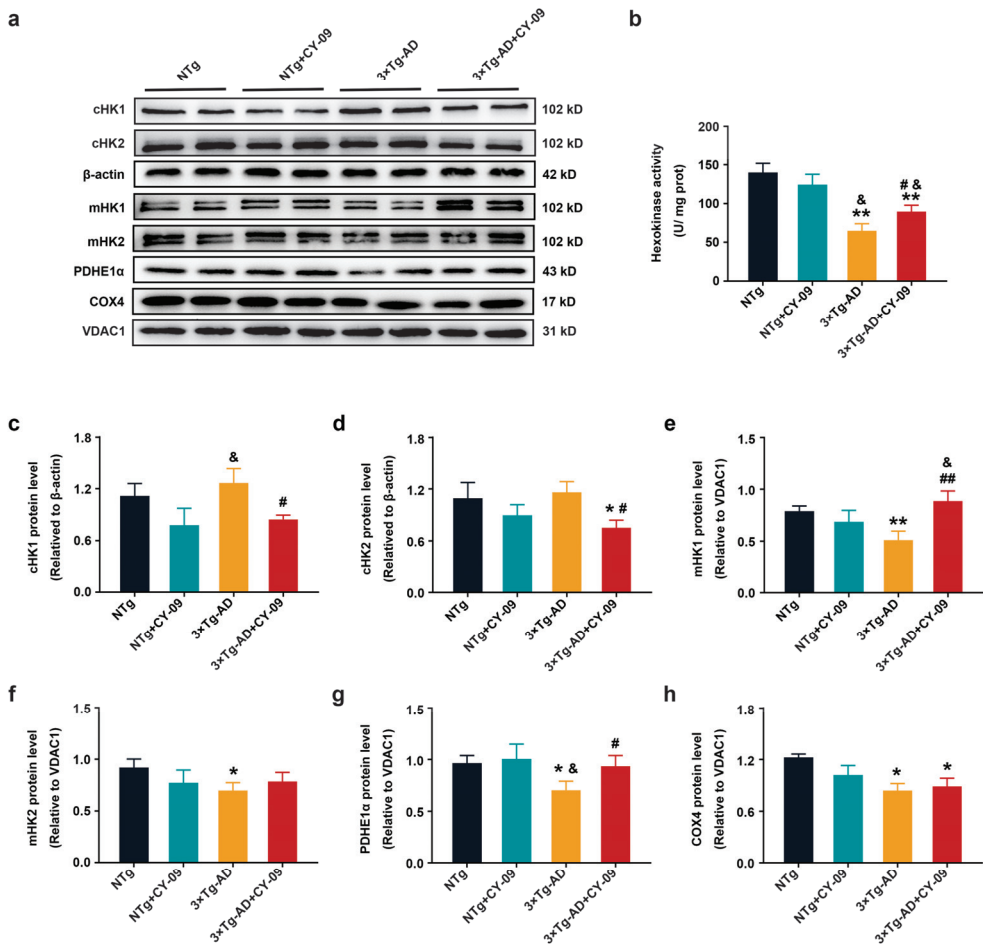 a
NTg
NTg+CY-09
3×Tg-AD
3×Tg-AD+CY-09
cHK1
102 kD
cHK2
102 kD
β-actin
42 kD
mHK1
102 kD
mHK2
102 kD
PDHE1α
43 kD
COX4
17 kD
VDAC1
31 kD
b
Hexokinase activity
(U/ mg prot)
200
150
100
50
0
&
**
# &
**
NTg
NTg+CY-09
3×Tg-AD
3×Tg-AD+CY-09
c
cHK1 protein level
(Relatived to β-actin)
1.8
1.2
0.6
0.0
&
#
NTg
NTg+CY-09
3×Tg-AD
3×Tg-AD+CY-09
d
cHK2 protein level
(Relatived to β-actin)
1.8
1.2
0.6
0.0
* #
NTg
NTg+CY-09
3×Tg-AD
3×Tg-AD+CY-09
e
mHK1 protein level
(Relative to VDAC1)
1.5
1.0
0.5
0.0
**
&
##
NTg
NTg+CY-09
3×Tg-AD
3×Tg-AD+CY-09
f
mHK2 protein level
(Relative to VDAC1)
1.5
1.0
0.5
0.0
*
NTg
NTg+CY-09
3×Tg-AD
3×Tg-AD+CY-09
g
PDHE1α protein level
(Relative to VDAC1)
1.5
1.0
0.5
0.0
* &
#
NTg
NTg+CY-09
3×Tg-AD
3×Tg-AD+CY-09
h
COX4 protein level
(Relative to VDAC1)
1.8
1.2
0.6
0.0
*
*
NTg
NTg+CY-09
3×Tg-AD
3×Tg-AD+CY-09